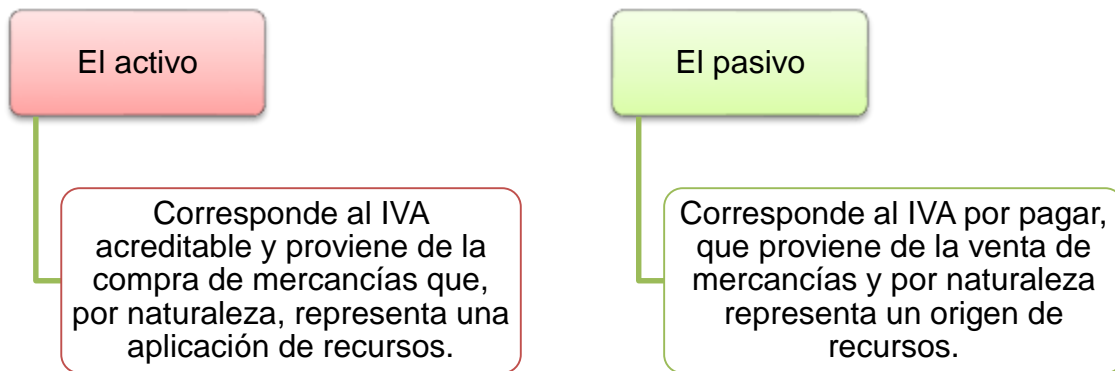 El activo
Corresponde al IVA
acreditable y proviene de la
compra de mercancías que,
por naturaleza, representa una
aplicación de recursos.
El pasivo
Corresponde al IVA por pagar,
que proviene de la venta de
mercancías y por naturaleza
representa un origen de
recursos.